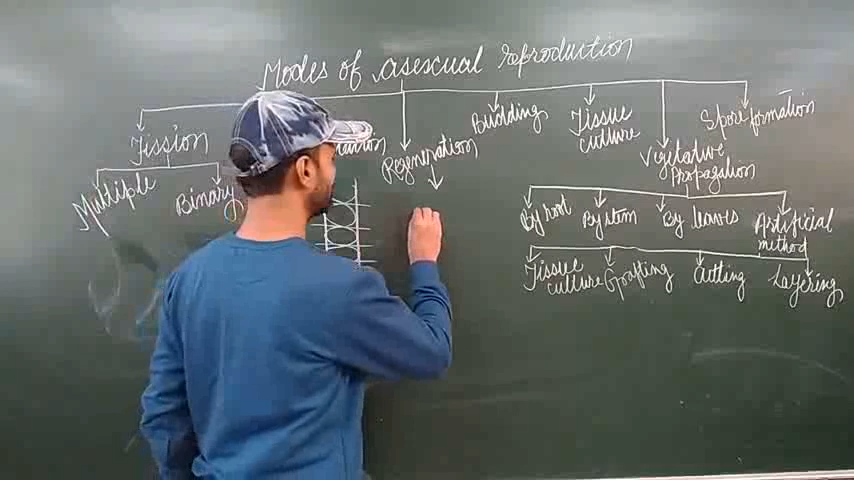 Modes of asexual reproduction
Fission
Regeneration
Budding
Tissue
culture
Vegetative
Propagation
Spore formation
Multiple
Binary
By root
By stem
By leaves
Artificial
method
Tissue
culture
Grafting
Cutting
Layering